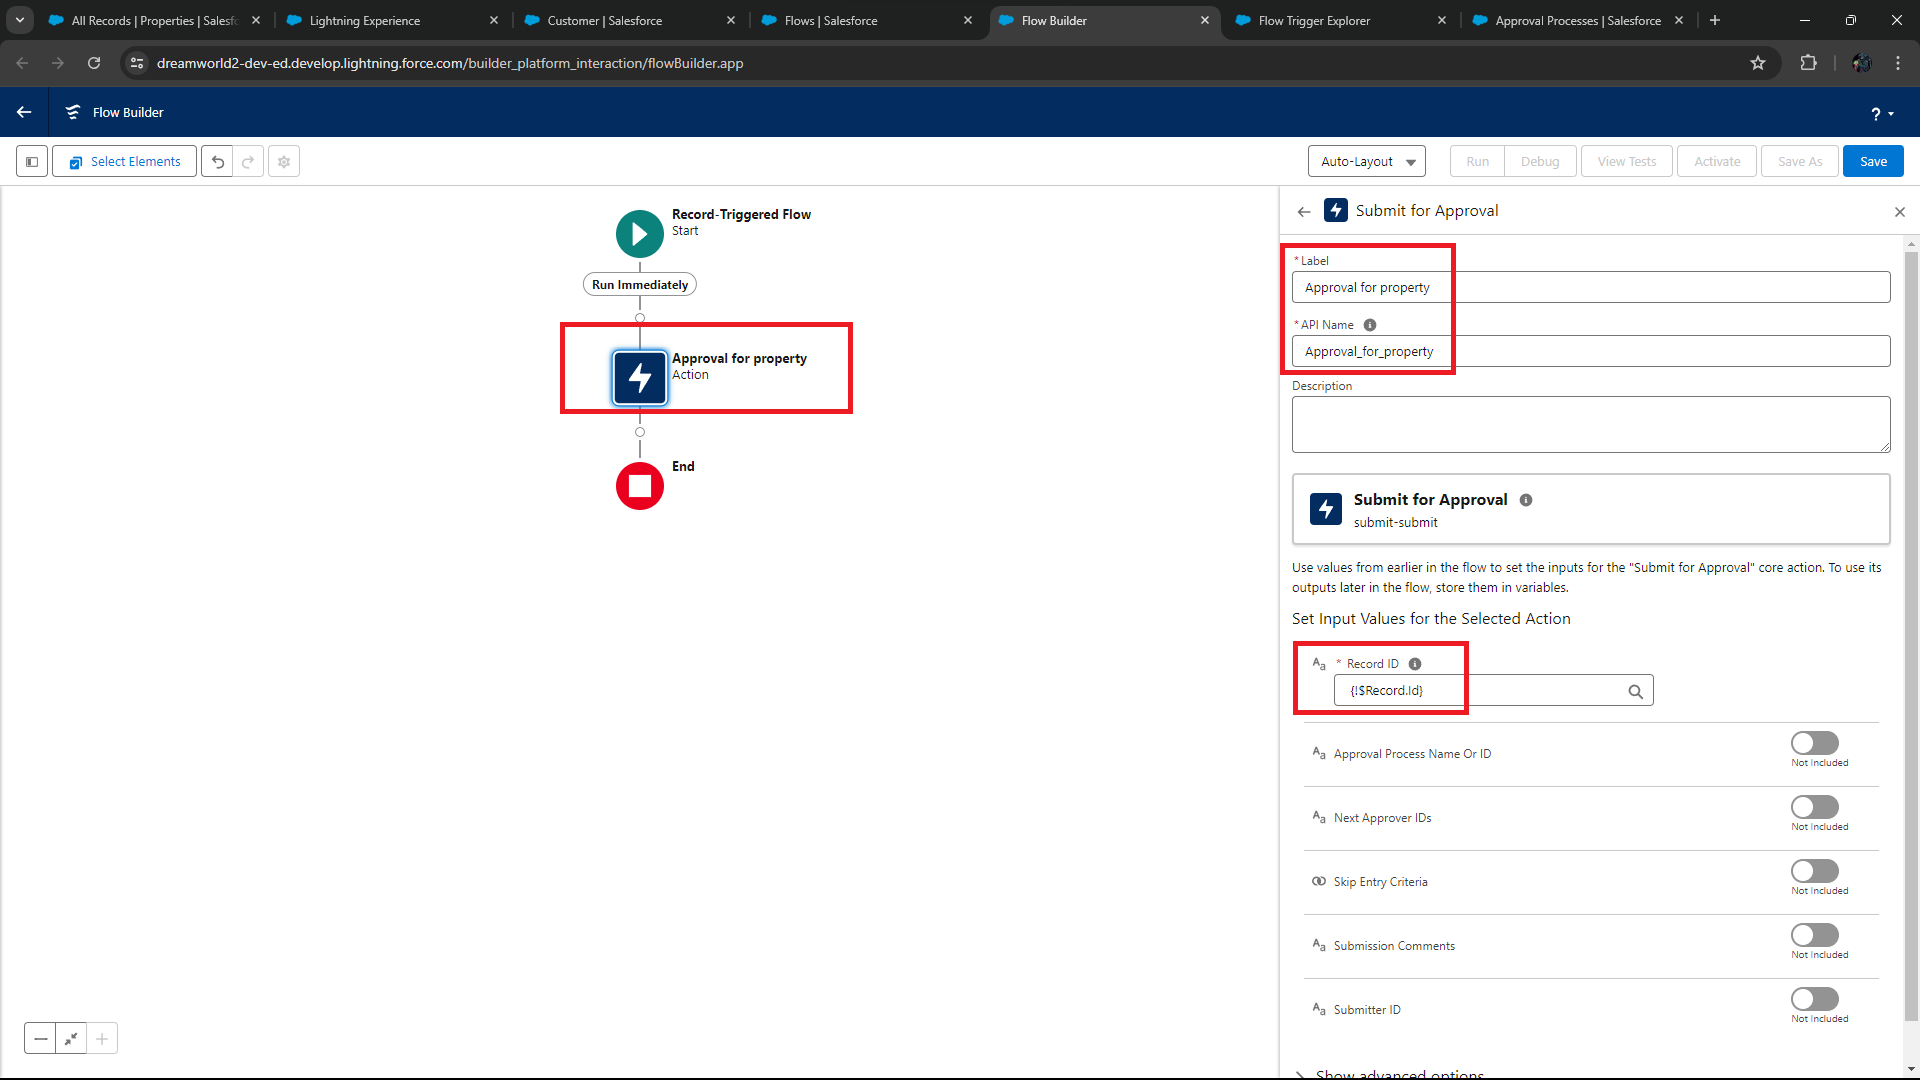 All Records | Properties | Salesfo
Lightning Experience
Customer | Salesforce
Flows | Salesforce
Flow Builder
Flow Trigger Explorer
Approval Processes | Salesforce
dreamworld2-dev-ed.develop.lightning.force.com/builder_platform_interaction/flowBuilder.app
Flow Builder
?
Select Elements
Auto-Layout
Run
Debug
View Tests
Activate
Save As
Save
Record-Triggered Flow
Start
Run Immediately
Approval for property
Action
End
Submit for Approval
* Label
Approval for property
* API Name
Approval_for_property
Description
Submit for Approval
submit-submit
Use values from earlier in the flow to set the inputs for the "Submit for Approval" core action. To use its
outputs later in the flow, store them in variables.
Set Input Values for the Selected Action
Aa * Record ID
{!$Record.Id}
Aa Approval Process Name Or ID
Not Included
Aa Next Approver IDs
Not Included
Skip Entry Criteria
Not Included
Aa Submission Comments
Not Included
Aa Submitter ID
Not Included
Show advanced options